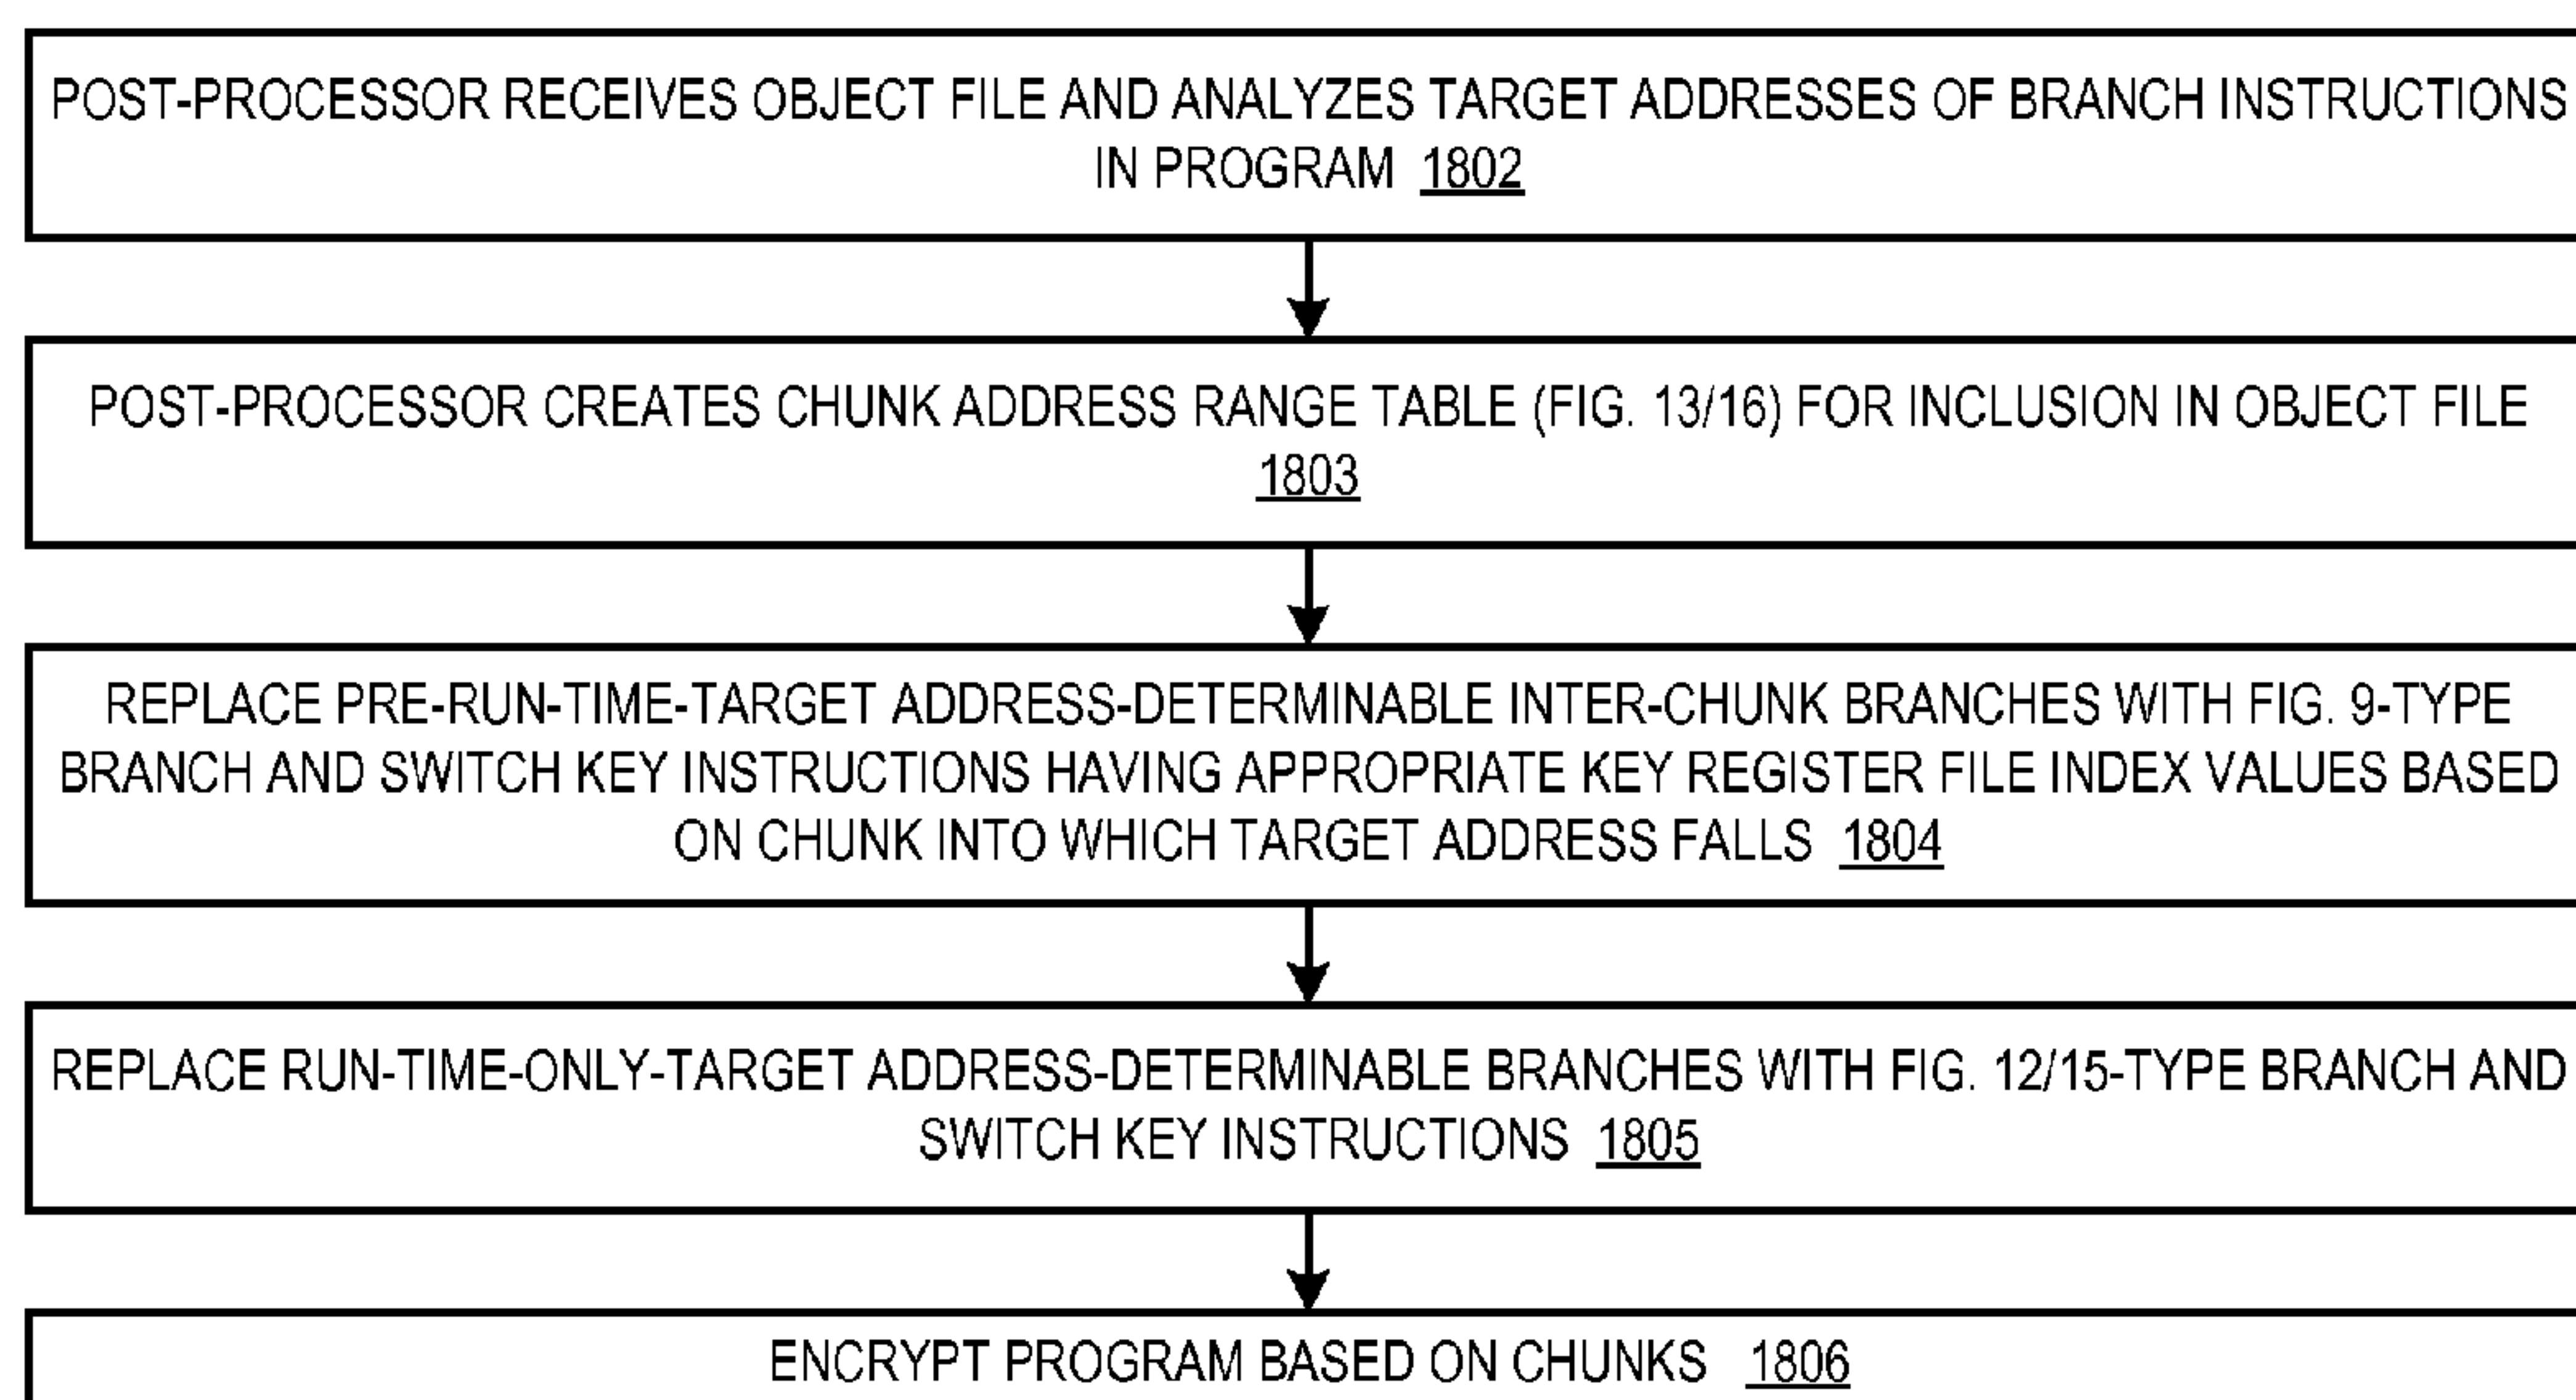 POST-PROCESSOR RECEIVES OBJECT FILE AND ANALYZES TARGET ADDRESSES OF BRANCH INSTRUCTIONS
IN PROGRAM 1802
POST-PROCESSOR CREATES CHUNK ADDRESS RANGE TABLE (FIG. 13/16) FOR INCLUSION IN OBJECT FILE
1803
REPLACE PRE-RUN-TIME-TARGET ADDRESS-DETERMINABLE INTER-CHUNK BRANCHES WITH FIG. 9-TYPE
BRANCH AND SWITCH KEY INSTRUCTIONS HAVING APPROPRIATE KEY REGISTER FILE INDEX VALUES BASED
ON CHUNK INTO WHICH TARGET ADDRESS FALLS 1804
REPLACE RUN-TIME-ONLY-TARGET ADDRESS-DETERMINABLE BRANCHES WITH FIG. 12/15-TYPE BRANCH AND
SWITCH KEY INSTRUCTIONS 1805
ENCRYPT PROGRAM BASED ON CHUNKS 1806